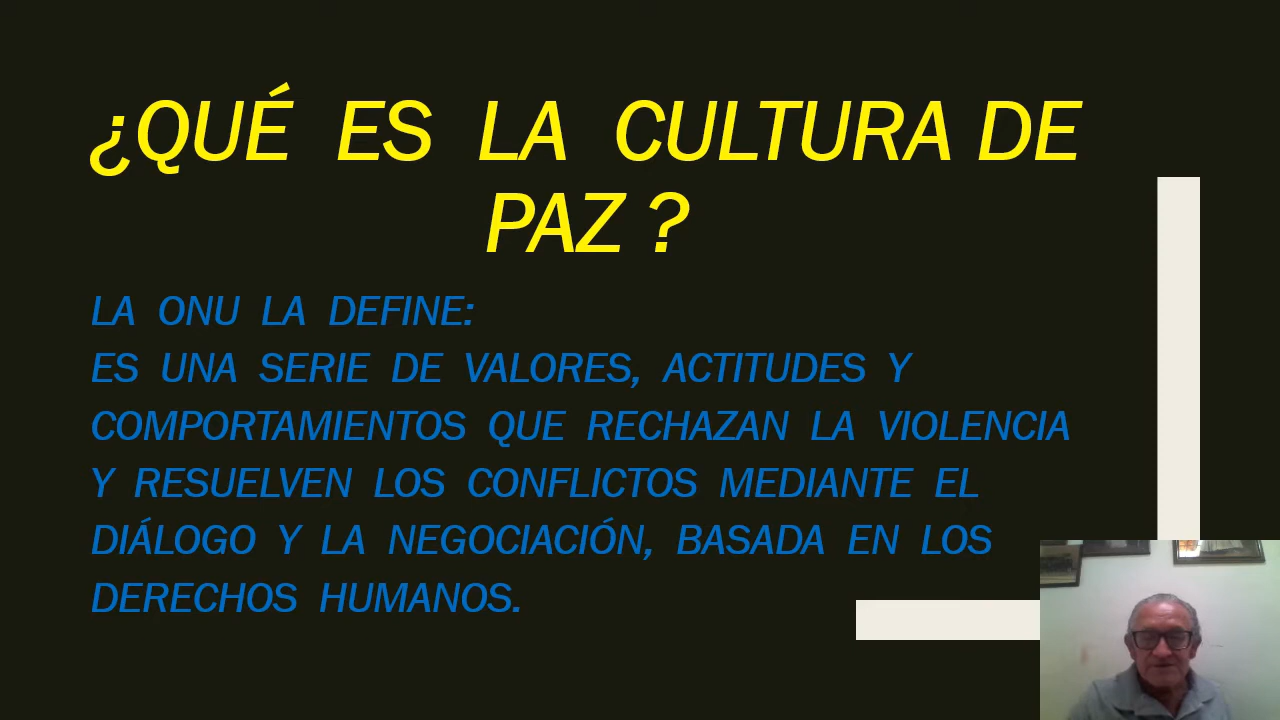 ¿QUÉ ES LA CULTURA DE
PAZ ?
LA ONU LA DEFINE:
ES UNA SERIE DE VALORES, ACTITUDES Y
COMPORTAMIENTOS QUE RECHAZAN LA VIOLENCIA
Y RESUELVEN LOS CONFLICTOS MEDIANTE EL
DIÁLOGO Y LA NEGOCIACIÓN, BASADA EN LOS
DERECHOS HUMANOS.